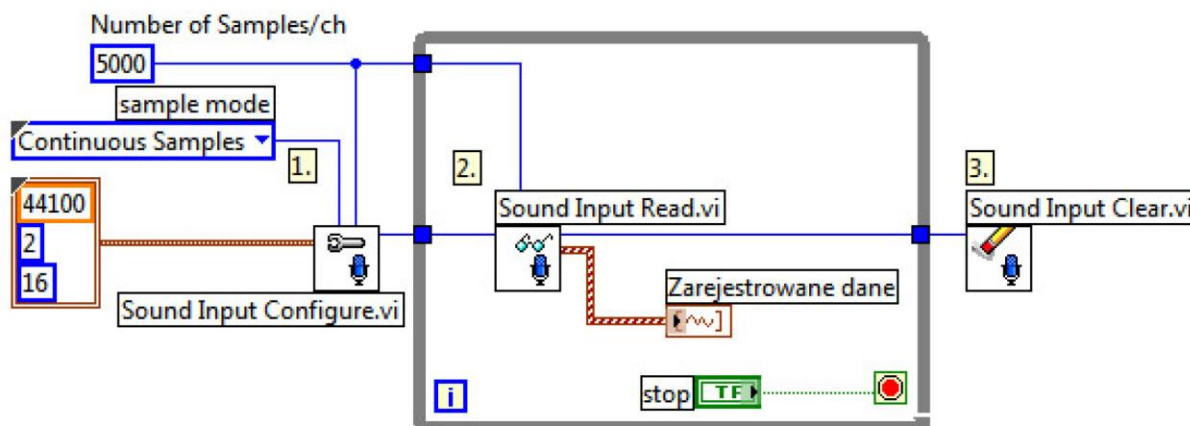 Number of Samples/ch
5000
sample mode
Continuous Samples
1.
44100
2
16
Sound Input Configure.vi
2.
Sound Input Read.vi
Zarejestrowane dane
i
stop
TF
3.
Sound Input Clear.vi